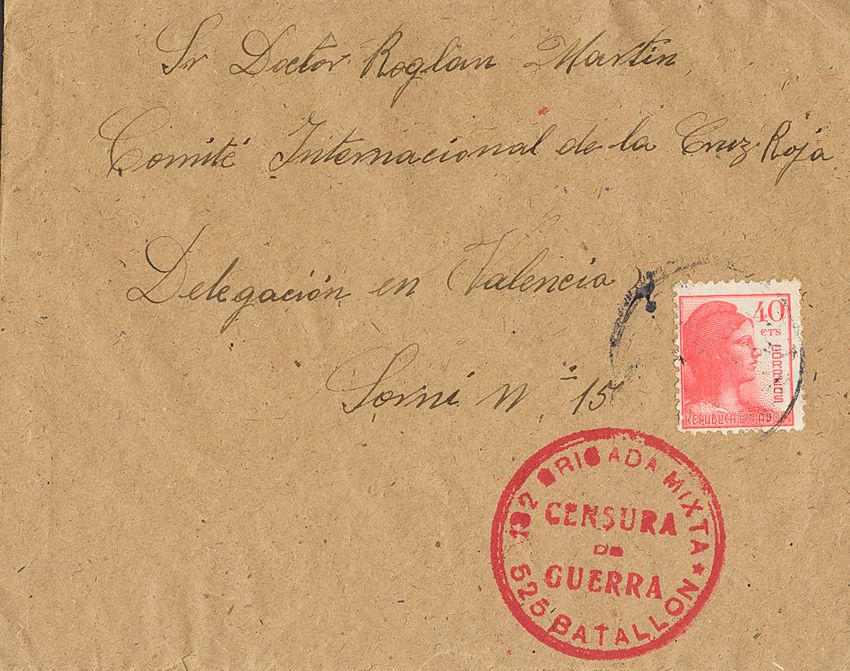 Sr Doctor Roglan Martin
Comité Internacional de la Cruz Roja
Delegación en Valencia
Sorni N. 15
40
CTS
CORREOS
REPUBLICA ESPAÑOLA
132 BRIGADA MIXTA
CENSURA
DE
GUERRA
525 BATALLON